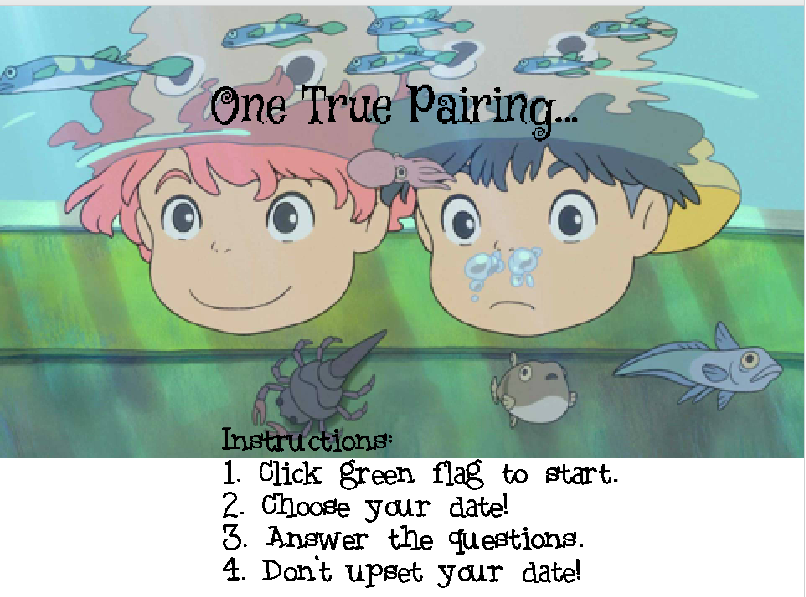 One True Pairing...
Instructions:
1. Click green flag to start.
2. Choose your date!
3. Answer the questions.
4. Don't upset your date!